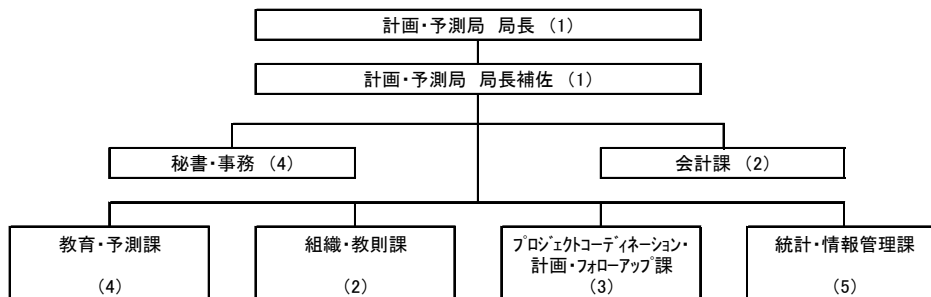 計画・予測局 局長 (1)
計画・予測局 局長補佐 (1)
秘書・事務 (4)
会計課 (2)
教育・予測課
(4)
組織・教則課
(2)
プロジェクトコーディネーション・
計画・フォローアップ課
(3)
統計・情報管理課
(5)